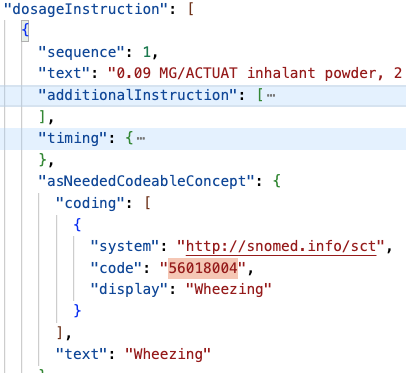 "dosageInstruction": [
{
"sequence": 1,
"text": "0.09 MG/ACTUAT inhalant powder, 2
"additionalInstruction": [ ⋯
],
"timing": { ⋯
},
"asNeededCodeableConcept": {
"coding": [
{
"system": "http://snomed.info/sct",
"code": "56018004",
"display": "Wheezing"
}
],
"text": "Wheezing"
}